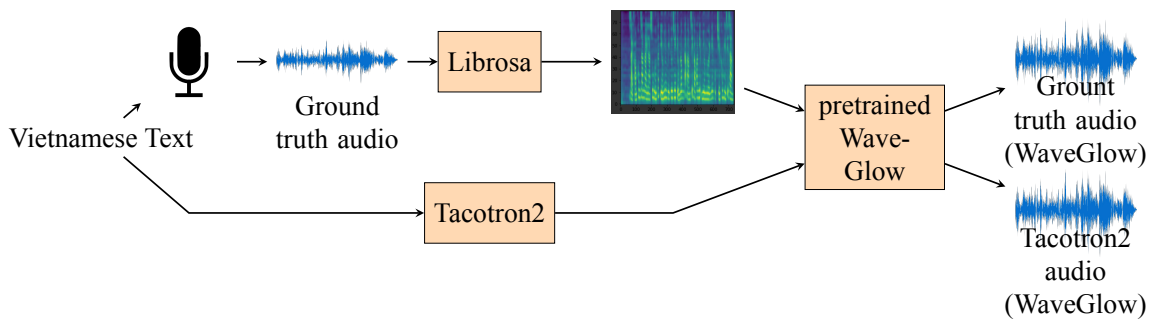 Vietnamese Text
Ground
truth audio
Librosa
Tacotron2
pretrained
Wave-
Glow
Grount
truth audio
(WaveGlow)
Tacotron2
audio
(WaveGlow)